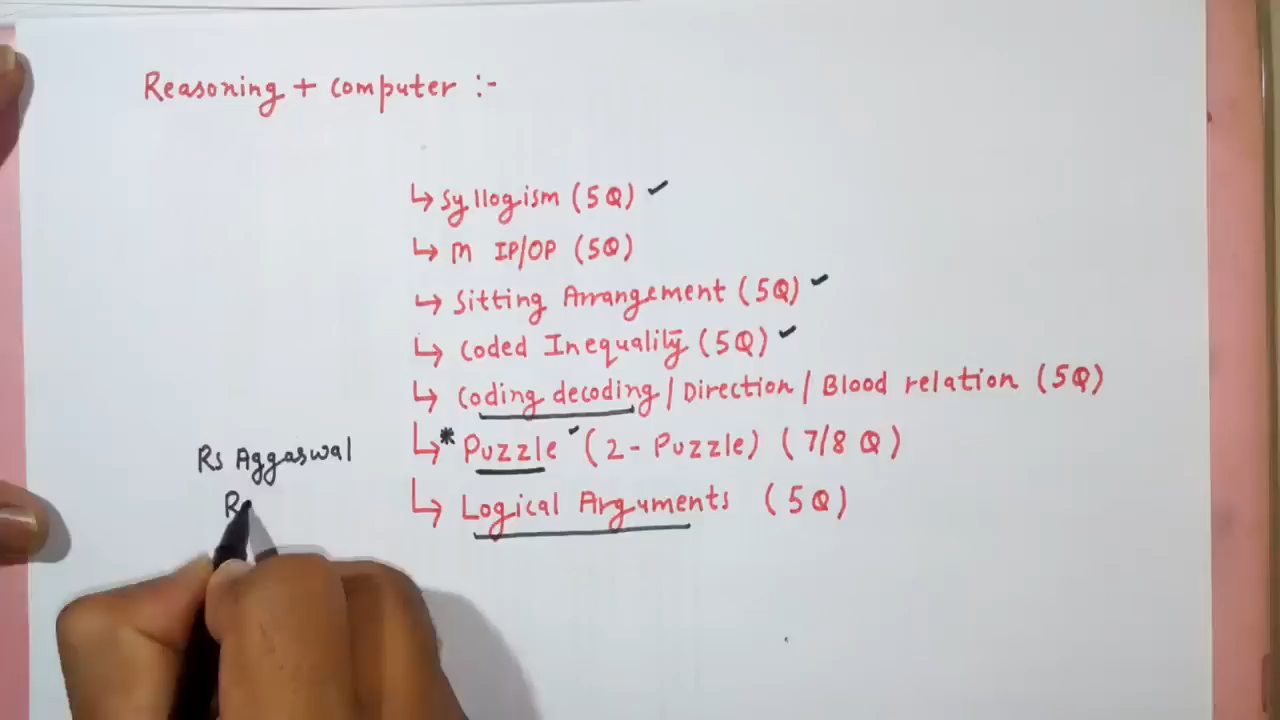 Reasoning + computer :-
↳ Syllogism (5Q) ✓
↳ M IP/OP (5Q)
↳ Sitting Arrangement (5Q) ✓
↳ Coded Inequality (5Q) ✓
↳ Coding decoding / Direction / Blood relation (5Q)
↳ * Puzzle ✓ (2 - Puzzle) (7/8 Q)
Rs Aggaswal
↳ Logical Arguments (5Q)
R